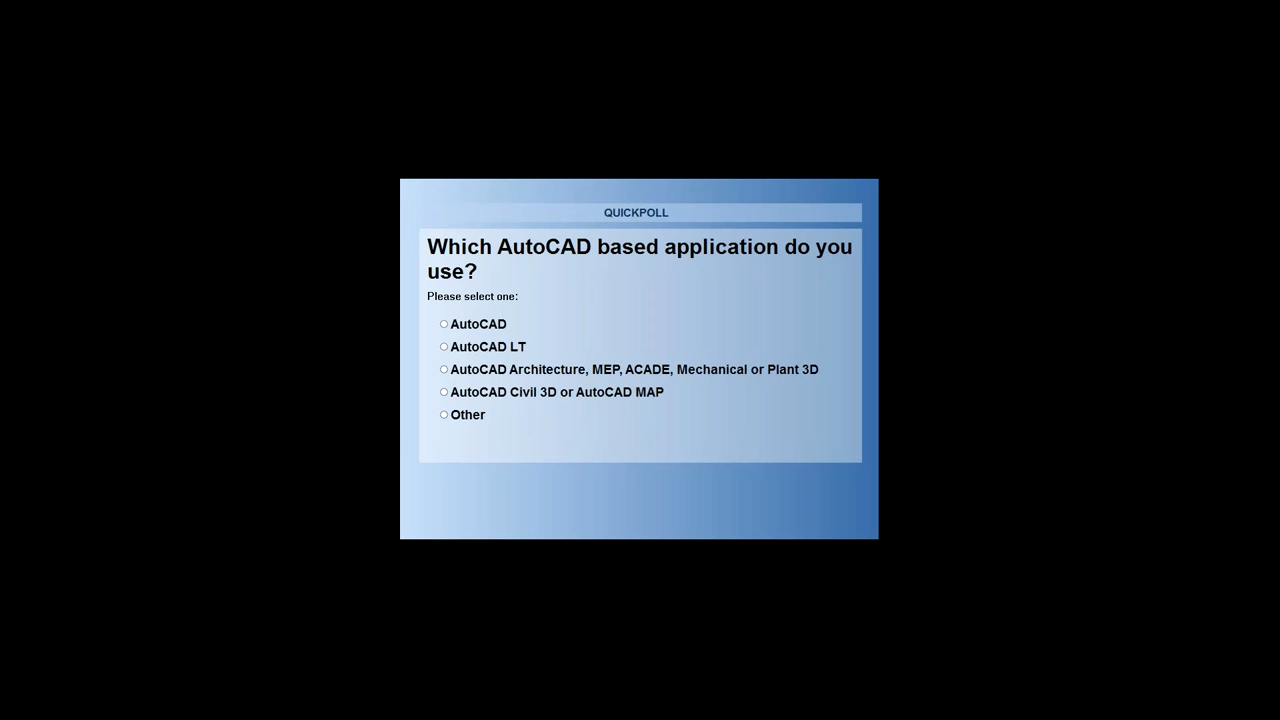 QUICKPOLL
Which AutoCAD based application do you
use?
Please select one:
AutoCAD
AutoCAD LT
AutoCAD Architecture, MEP, ACADE, Mechanical or Plant 3D
AutoCAD Civil 3D or AutoCAD MAP
Other